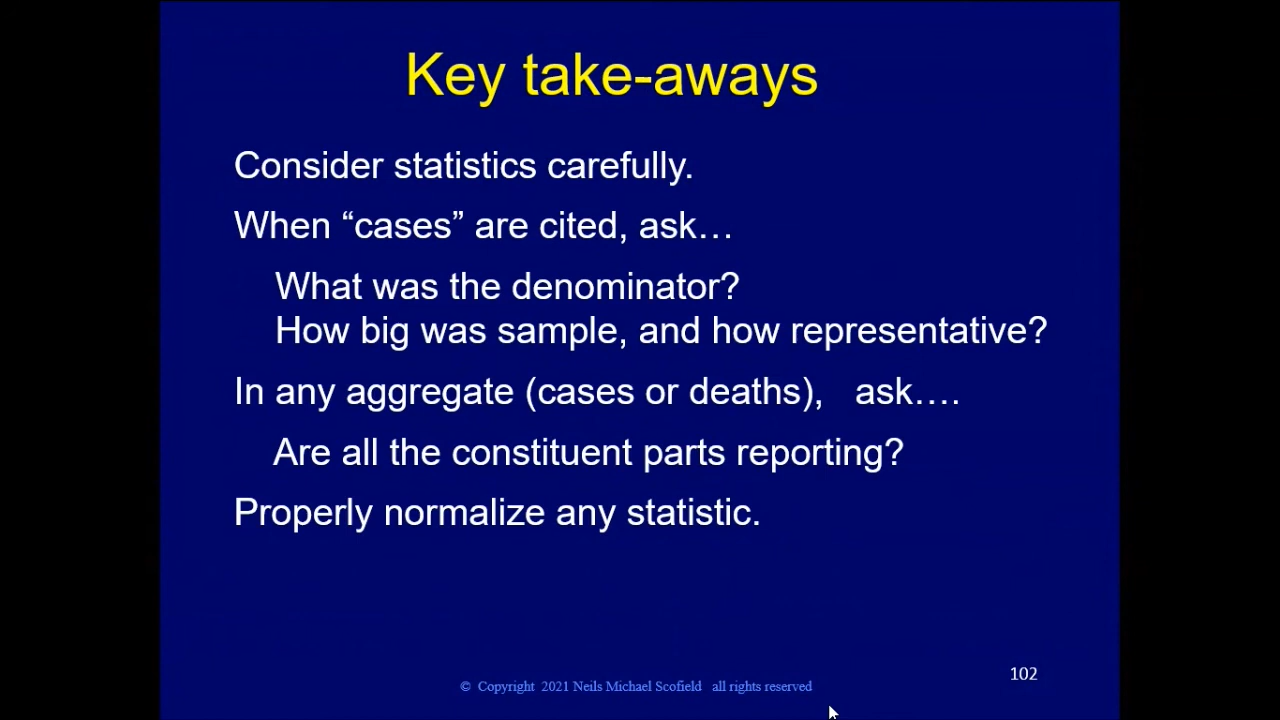 Key take-aways
Consider statistics carefully.
When “cases” are cited, ask…
What was the denominator?
How big was sample, and how representative?
In any aggregate (cases or deaths),   ask….
Are all the constituent parts reporting?
Properly normalize any statistic.
102
© Copyright 2021 Neils Michael Scofield all rights reserved